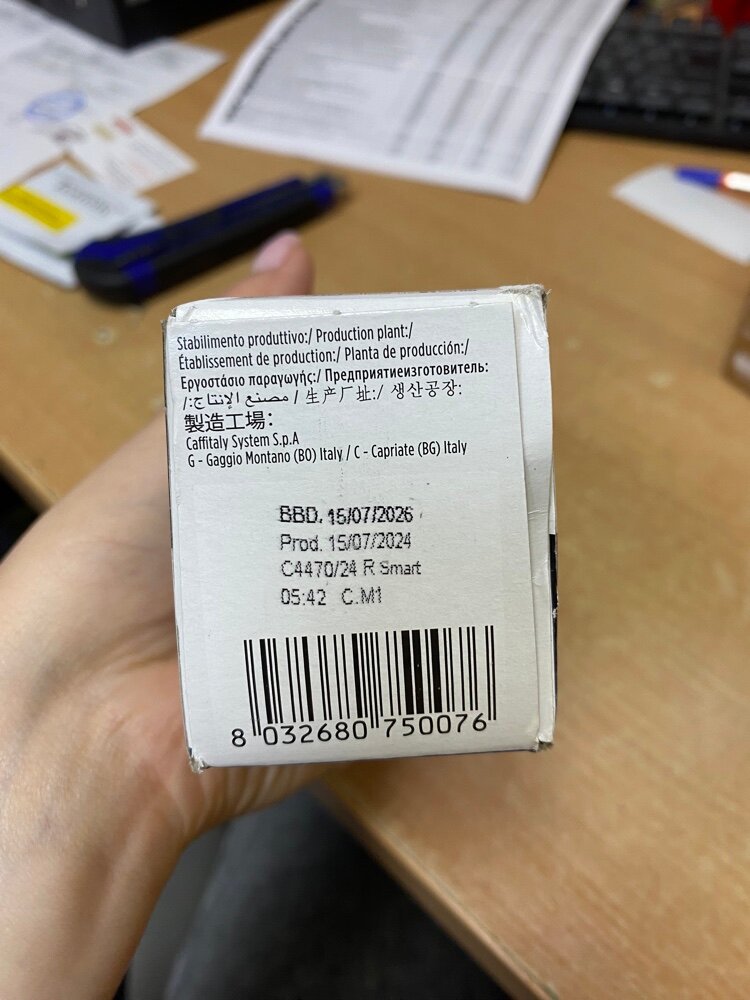 Stabilimento produttivo:/ Production plant:/
Établissement de production:/ Planta de producción:/
Εργοστάσιο παραγωγής:/ Предприятиеизготовитель:
/:مصنع الإنتاج / 生产厂址:/ 생산공장:
製造工場:
Caffitaly System S.p.A
G - Gaggio Montano (BO) Italy / C - Capriate (BG) Italy
BBD. 15/07/2026
Prod. 15/07/2024
C4470/24 R Smart
05:42 C.M1
8 032680 750076